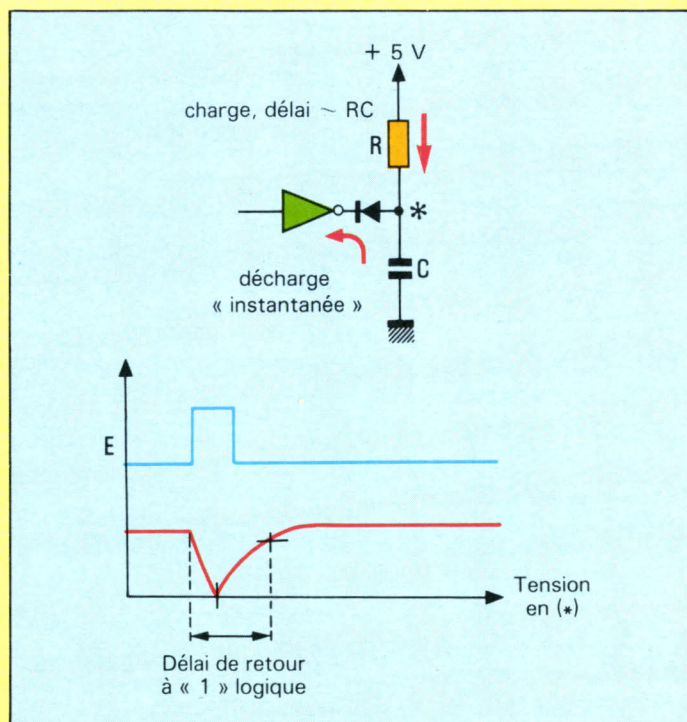 + 5 V
charge, délai ~ RC
R
*
C
décharge
« instantanée »
E
Tension
en (*)
Délai de retour
à « 1 » logique